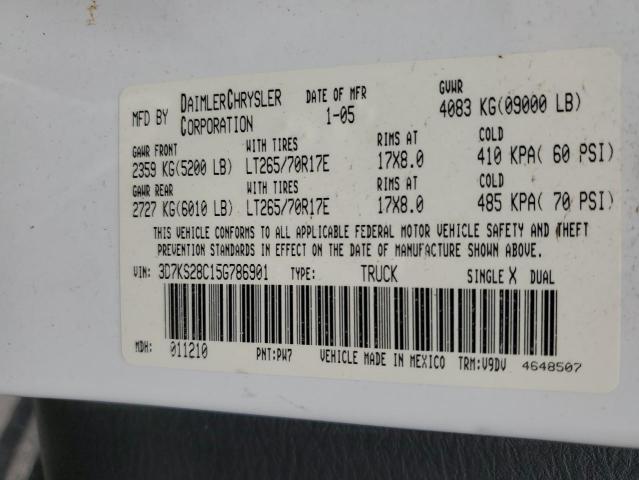 MFD BY DAIMLERCHRYSLER CORPORATION DATE OF MFR 1-05 GVWR 4083 KG(09000 LB)
GAWR FRONT WITH TIRES RIMS AT COLD
2359 KG(5200 LB) LT265/70R17E 17X8.0 410 KPA( 60 PSI)
GAWR REAR WITH TIRES RIMS AT COLD
2727 KG(6010 LB) LT265/70R17E 17X8.0 485 KPA( 70 PSI)
THIS VEHICLE CONFORMS TO ALL APPLICABLE FEDERAL MOTOR VEHICLE SAFETY AND THEFT
PREVENTION STANDARDS IN EFFECT ON THE DATE OF MANUFACTURE SHOWN ABOVE.
VIN: 3D7KS28C15G786901 TYPE: TRUCK SINGLE X DUAL
MDH: 011210 PNT:PW7 VEHICLE MADE IN MEXICO TRM:V9DV 4648507